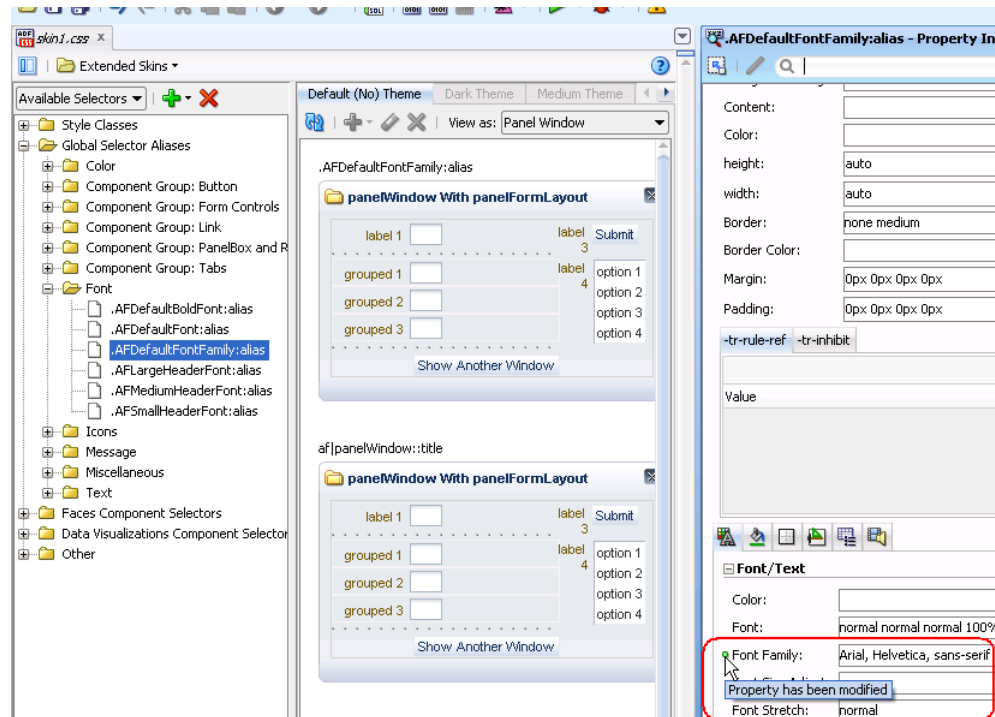 skin1.css
.AFDefaultFontFamily:alias - Property In
Extended Skins
Available Selectors
Style Classes
Global Selector Aliases
Color
Component Group: Button
Component Group: Form Controls
Component Group: Link
Component Group: PanelBox and R
Component Group: Tabs
Font
.AFDefaultBoldFont:alias
.AFDefaultFont:alias
.AFDefaultFontFamily:alias
.AFLargeHeaderFont:alias
.AFMediumHeaderFont:alias
.AFSmallHeaderFont:alias
Icons
Message
Miscellaneous
Text
Faces Component Selectors
Data Visualizations Component Selector
Other
Default (No) Theme Dark Theme Medium Theme
View as: Panel Window
.AFDefaultFontFamily:alias
panelWindow With panelFormLayout
label 1 label 3 Submit
grouped 1 label 4 option 1
option 2
grouped 2
option 3
grouped 3 option 4
Show Another Window
af|panelWindow::title
panelWindow With panelFormLayout
label 1 label 3 Submit
grouped 1 label 4 option 1
option 2
grouped 2
option 3
grouped 3 option 4
Show Another Window
Content:
Color:
height: auto
width: auto
Border: none medium
Border Color:
Margin: 0px 0px 0px 0px
Padding: 0px 0px 0px 0px
-tr-rule-ref -tr-inhibit
Value
Font/Text
Color:
Font: normal normal normal 100%
Font Family: Arial, Helvetica, sans-serif
Property has been modified
Font Stretch: normal